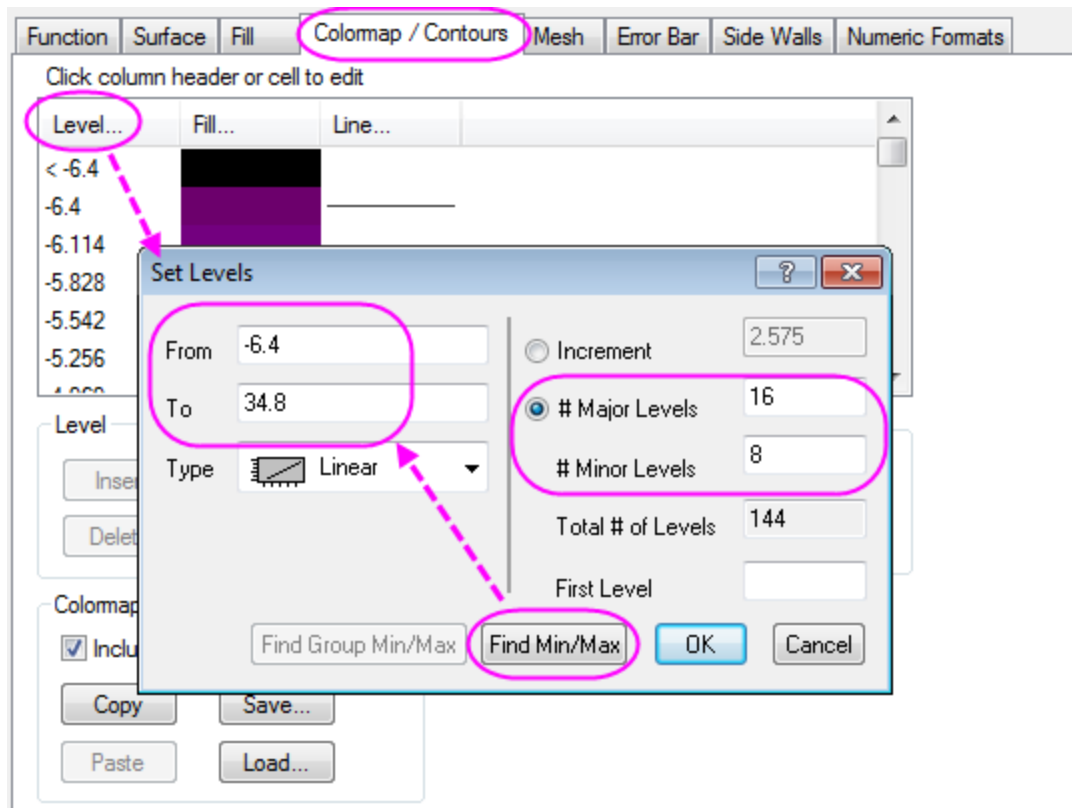 Function Surface Fill Colormap / Contours Mesh Error Bar Side Walls Numeric Formats
Click column header or cell to edit
Level... Fill... Line...
< -6.4
-6.4
-6.114
-5.828
-5.542
-5.256
Set Levels
From -6.4
To 34.8
Type Linear
Increment 2.575
# Major Levels 16
# Minor Levels 8
Total # of Levels 144
First Level
Find Group Min/Max Find Min/Max OK Cancel
Level
Copy Save...
Paste Load...